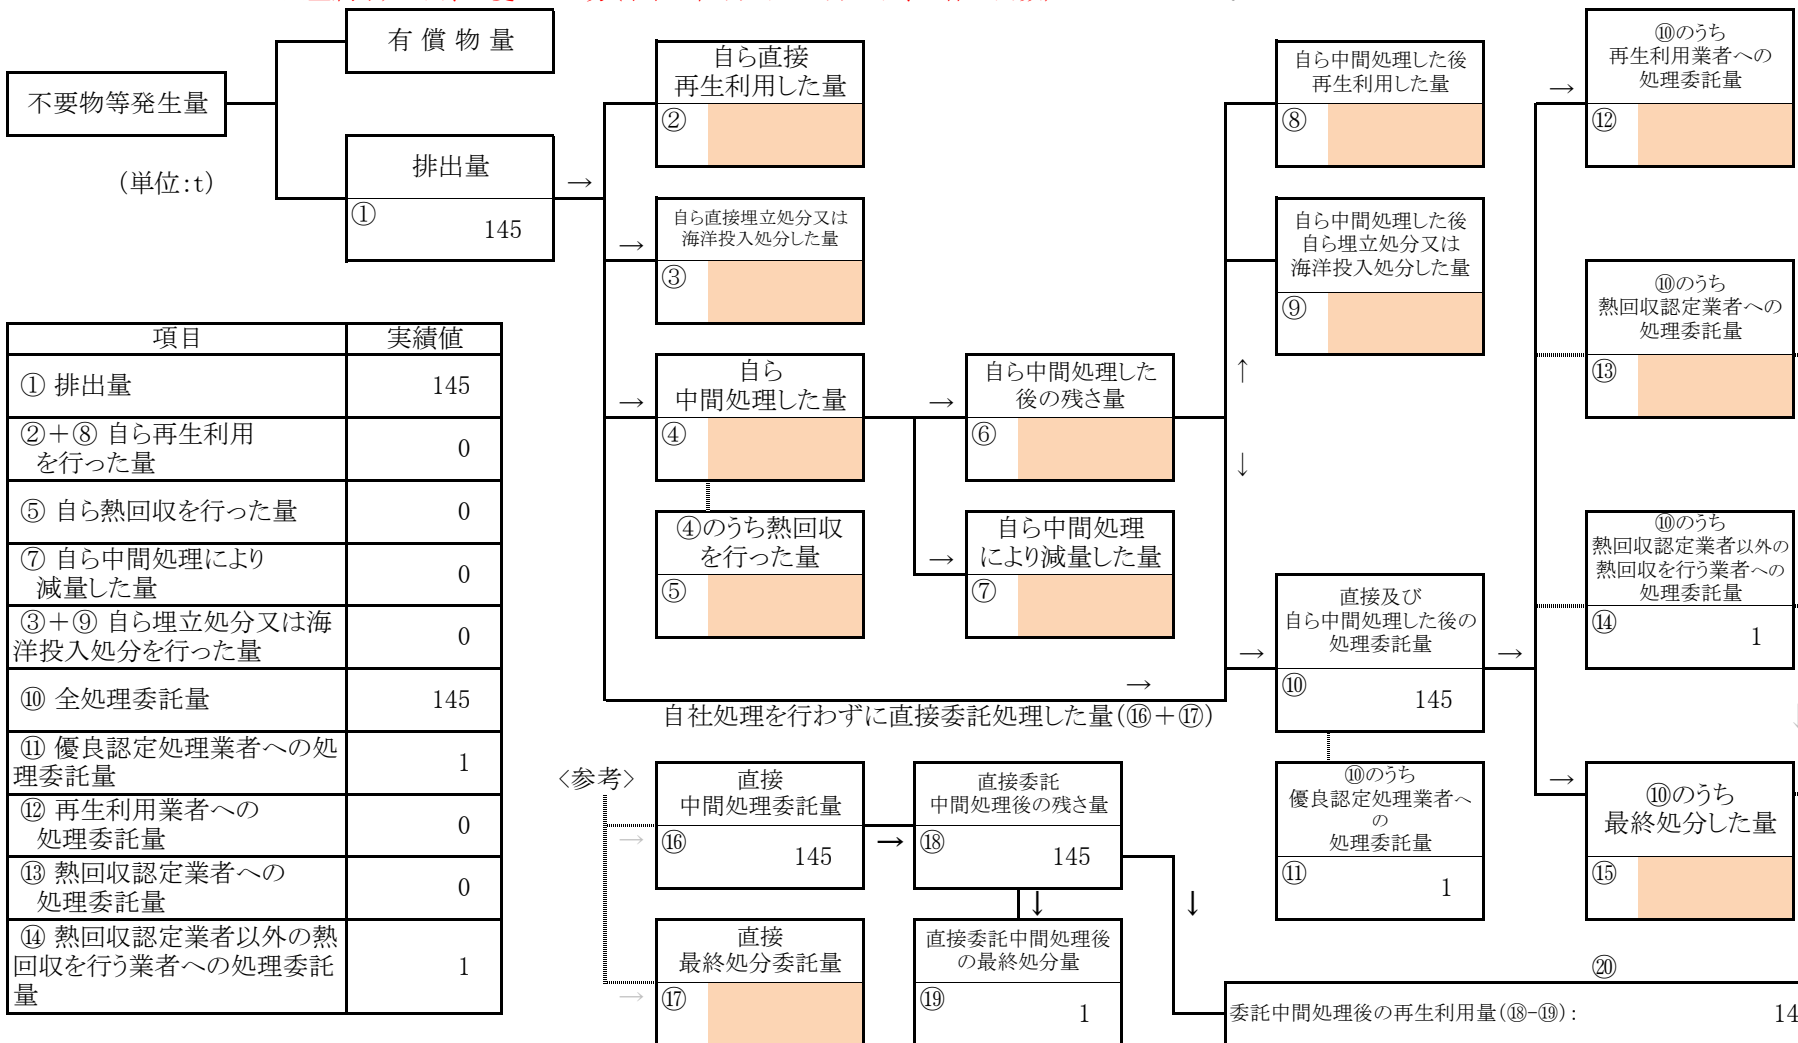 不要物等発生量
(単位:t)
有償物量
排出量
①
145
→
自ら直接
再生利用した量
②
→
自ら直接埋立処分又は
海洋投入処分した量
③
→
自ら
中間処理した量
④
④のうち熱回収
を行った量
⑤
→
自ら中間処理した
後の残さ量
⑥
→
自ら中間処理
により減量した量
⑦
↑
↓
自ら中間処理した後
再生利用した量
⑧
自ら中間処理した後
自ら埋立処分又は
海洋投入処分した量
⑨
→
自社処理を行わずに直接委託処理した量(⑯+⑰)
→
直接及び
自ら中間処理した後の
処理委託量
⑩
145
⑩のうち
優良認定処理業者へ
の
処理委託量
⑪
1
→
→
⑩のうち
再生利用業者への
処理委託量
⑫
⑩のうち
熱回収認定業者への
処理委託量
⑬
⑩のうち
熱回収認定業者以外の
熱回収を行う業者への
処理委託量
⑭
1
→
⑩のうち
最終処分した量
⑮
項目 実績値
① 排出量 145
②+⑧ 自ら再生利用
を行った量 0
⑤ 自ら熱回収を行った量 0
⑦ 自ら中間処理により
減量した量 0
③+⑨ 自ら埋立処分又は海
洋投入処分を行った量 0
⑩ 全処理委託量 145
⑪ 優良認定処理業者への処
理委託量 1
⑫ 再生利用業者への
処理委託量 0
⑬ 熱回収認定業者への
処理委託量 0
⑭ 熱回収認定業者以外の熱
回収を行う業者への処理委託
量 1
〈参考〉
→
直接
中間処理委託量
⑯
145
→
直接委託
中間処理後の残さ量
⑱
145
↓
↓
→
直接
最終処分委託量
⑰
直接委託中間処理後
の最終処分量
⑲
1
⑳
委託中間処理後の再生利用量(⑱-⑲): 14